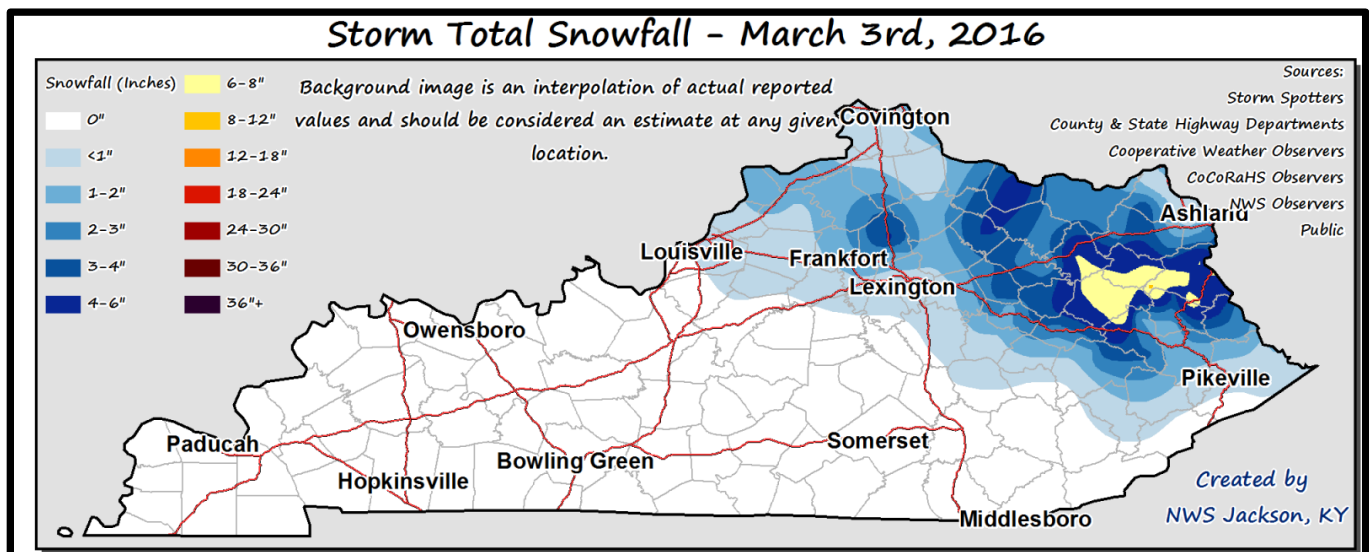 Storm Total Snowfall - March 3rd, 2016
Snowfall (Inches)
0"
<1"
1-2"
2-3"
3-4"
4-6"
6-8"
8-12"
12-18"
18-24"
24-30"
30-36"
36"+
Background image is an interpolation of actual reported
values and should be considered an estimate at any given
location.
Sources:
Storm Spotters
County & State Highway Departments
Cooperative Weather Observers
CoCoRaHS Observers
NWS Observers
Public
Covington
Ashland
Louisville
Frankfort
Lexington
Owensboro
Pikeville
Paducah
Somerset
Bowling Green
Hopkinsville
Middlesboro
Created by
NWS Jackson, KY